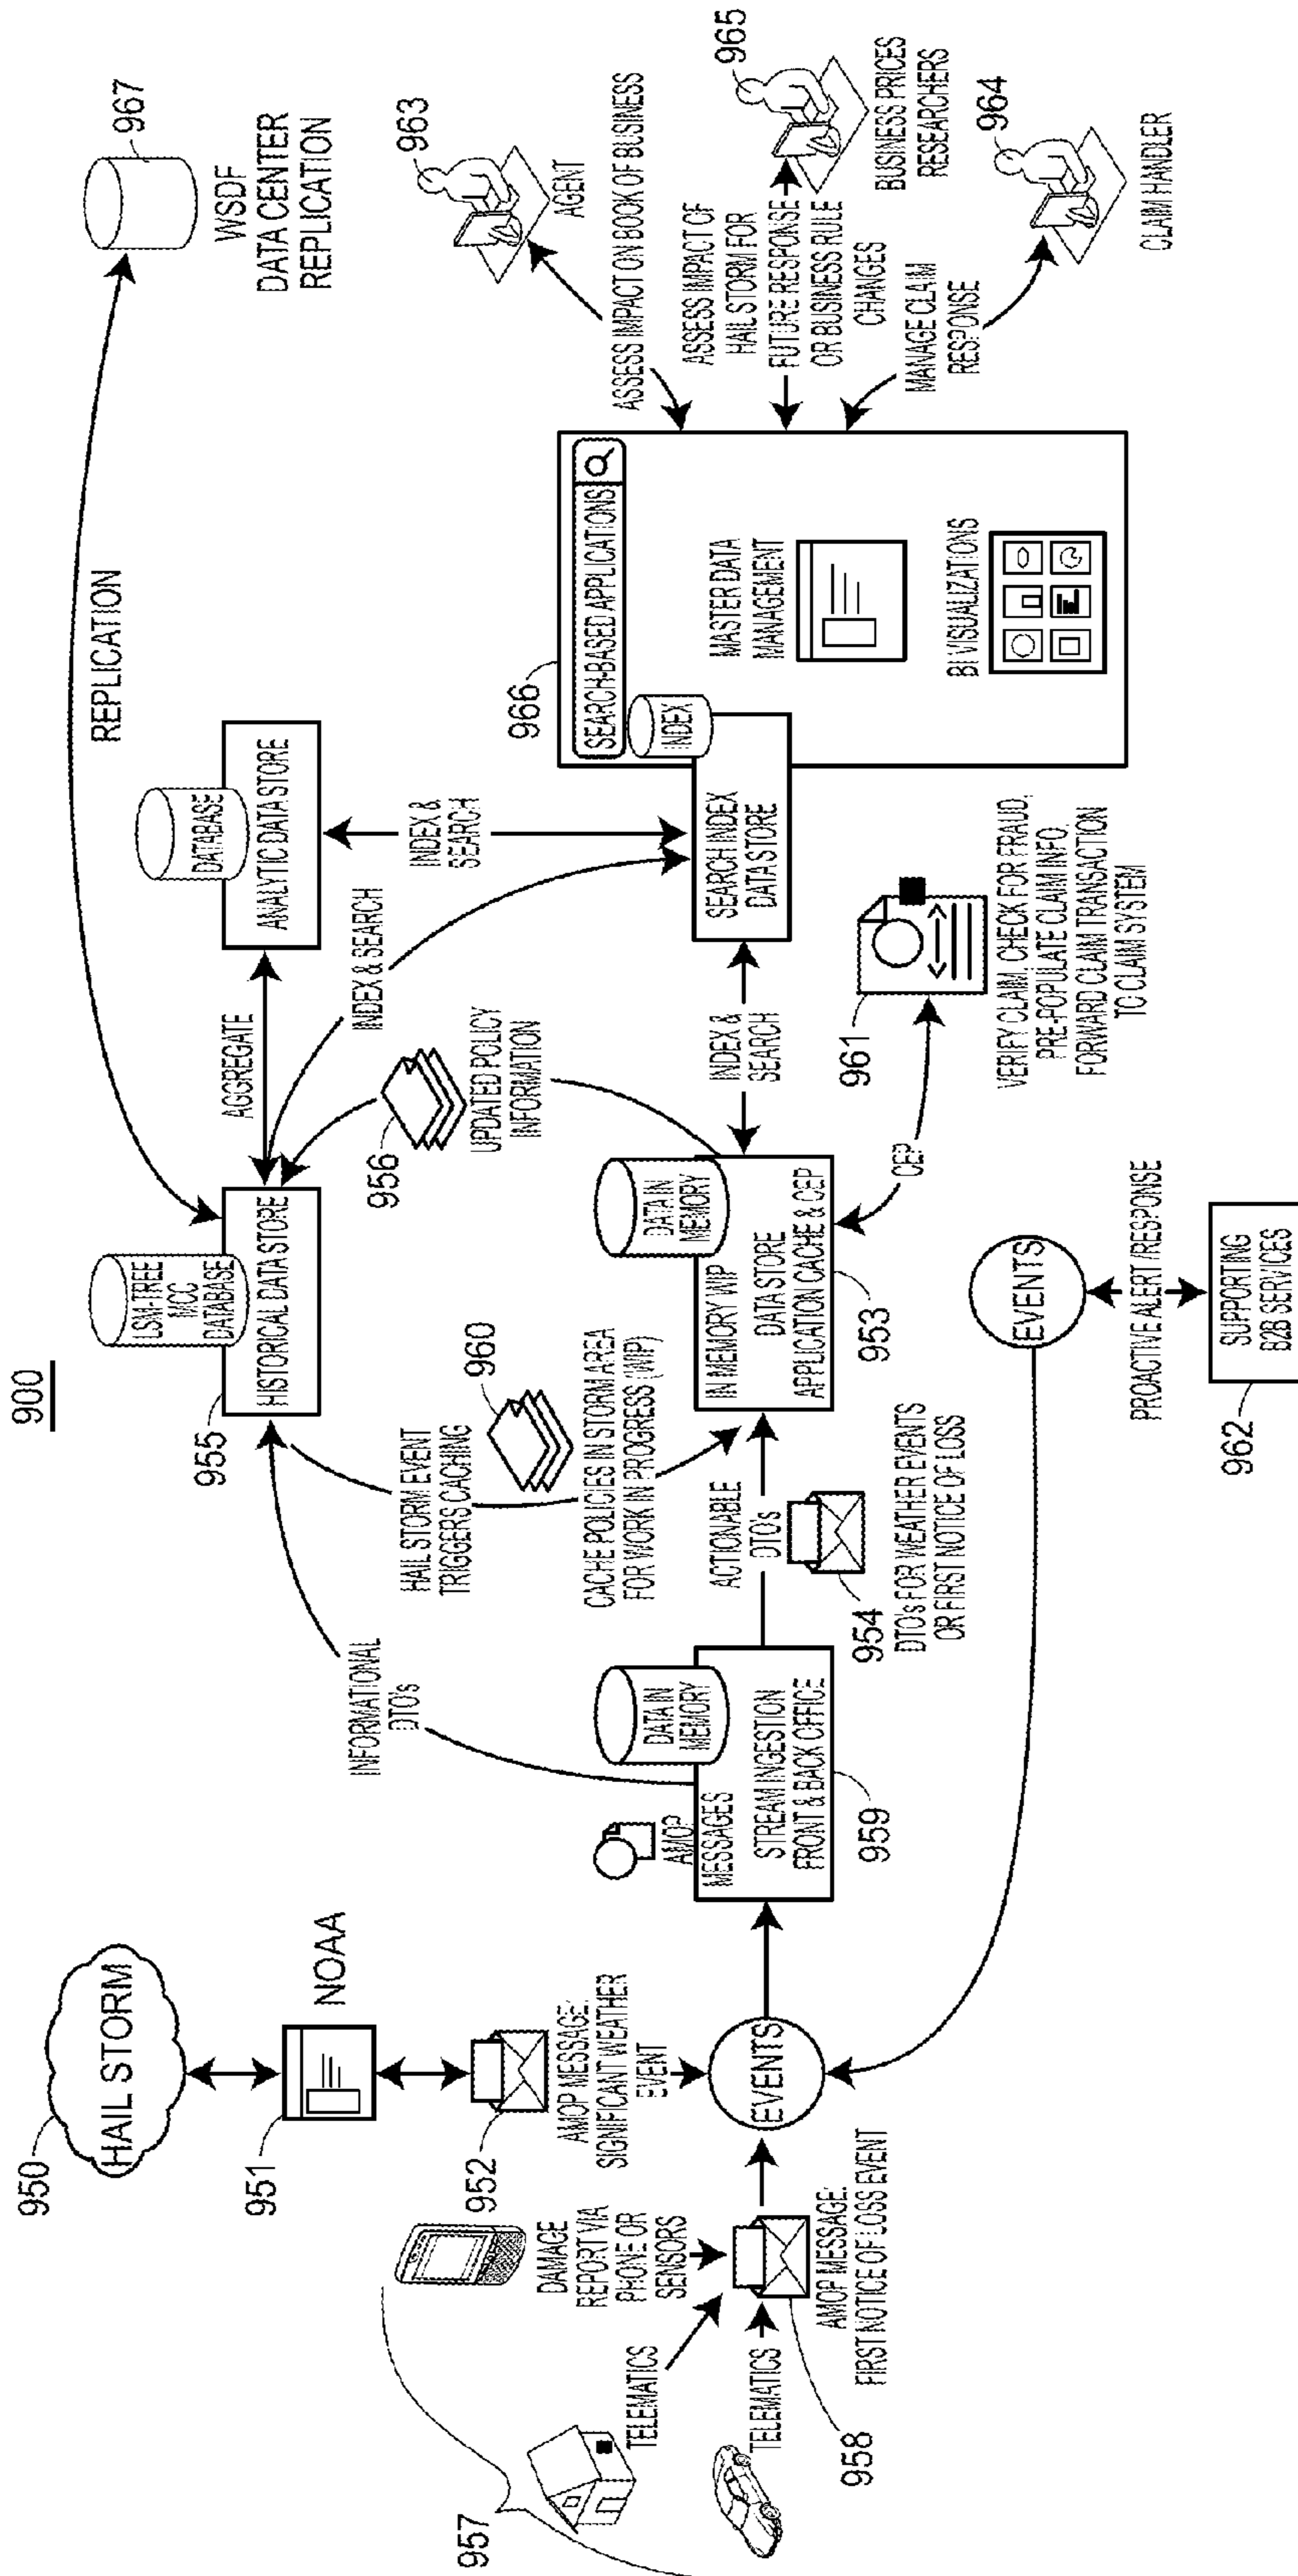 900
950
HAIL STORM
951
NOAA
952
AMQP MESSAGE:
SIGNIFICANT WEATHER
EVENT
EVENTS
957
DAMAGE
REPORT VIA
PHONE OR
SENSORS
TELEMATICS
TELEMATICS
958
AMQP MESSAGE:
FIRST NOTICE OF LOSS EVENT
AMQP
MESSAGES
DATA IN
MEMORY
STREAM INGESTION
FRONT & BACK OFFICE
959
INFORMATIONAL
DTO's
ACTIONABLE
DTO's
954
DTO's FOR WEATHER EVENTS
OR FIRST NOTICE OF LOSS
HAIL STORM EVENT
TRIGGERS CACHING
960
CACHE POLICIES IN STORM AREA
FOR WORK IN PROGRESS (WIP)
LSM-TREE
MCC
DATABASE
HISTORICAL DATA STORE
955
DATA IN
MEMORY
IN MEMORY WIP
DATA STORE
APPLICATION CACHE & CEP
953
956
UPDATED POLICY
INFORMATION
AGGREGATE
INDEX & SEARCH
INDEX &
SEARCH
CEP
961
VERIFY CLAIM, CHECK FOR FRAUD,
PRE-POPULATE CLAIM INFO,
FORWARD CLAIM TRANSACTION
TO CLAIM SYSTEM
EVENTS
PROACTIVE ALERT/RESPONSE
SUPPORTING
B2B SERVICES
962
REPLICATION
DATABASE
ANALYTIC DATA STORE
INDEX &
SEARCH
SEARCH INDEX
DATA STORE
INDEX
966
SEARCH-BASED APPLICATIONS
MASTER DATA
MANAGEMENT
BI VISUALIZATIONS
967
WSDF
DATA CENTER
REPLICATION
963
AGENT
ASSESS IMPACT ON BOOK OF BUSINESS
ASSESS IMPACT OF
HAIL STORM FOR
FUTURE RESPONSE
OR BUSINESS RULE
CHANGES
965
BUSINESS PRICES
RESEARCHERS
MANAGE CLAIM
RESPONSE
964
CLAIM HANDLER